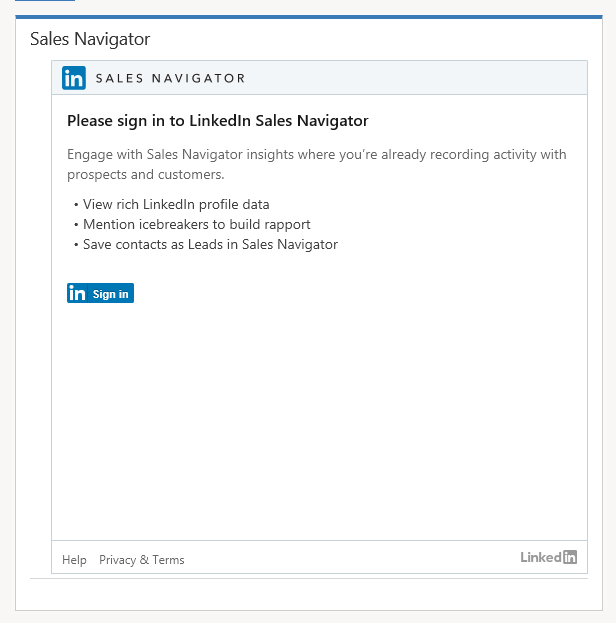 Sales Navigator
in SALES NAVIGATOR
Please sign in to LinkedIn Sales Navigator
Engage with Sales Navigator insights where you're already recording activity with
prospects and customers.
• View rich LinkedIn profile data
• Mention icebreakers to build rapport
• Save contacts as Leads in Sales Navigator
in Sign in
Help Privacy & Terms LinkedIn